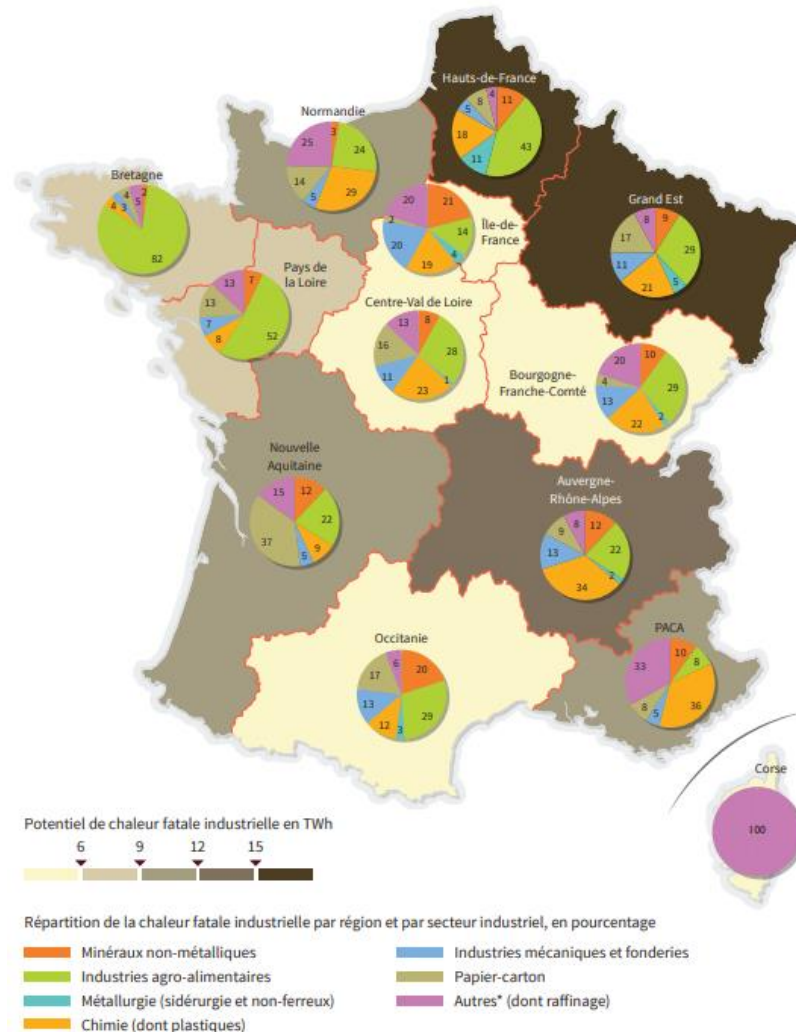 Hauts-de-France
4
8
11
5
18
43
11
Normandie
3
25
24
14
29
5
Bretagne
2
4
5
3
4
82
Grand Est
8
9
17
29
11
21
5
20
21
2
14
20
4
19
Île-de-
France
Pays de
la Loire
13
7
13
7
8
52
Centre-Val de Loire
13
8
16
28
11
1
23
Bourgogne-
Franche-Comté
20
10
4
29
13
2
22
Nouvelle
Aquitaine
15
12
22
37
9
5
Auvergne-
Rhône-Alpes
8
12
9
22
13
2
34
Occitanie
6
20
17
13
29
12
3
PACA
33
10
8
8
5
36
Corse
100
Potentiel de chaleur fatale industrielle en TWh
6 9 12 15
Répartition de la chaleur fatale industrielle par région et par secteur industriel, en pourcentage
Minéraux non-métalliques
Industries agro-alimentaires
Métallurgie (sidérurgie et non-ferreux)
Chimie (dont plastiques)
Industries mécaniques et fonderies
Papier-carton
Autres* (dont raffinage)